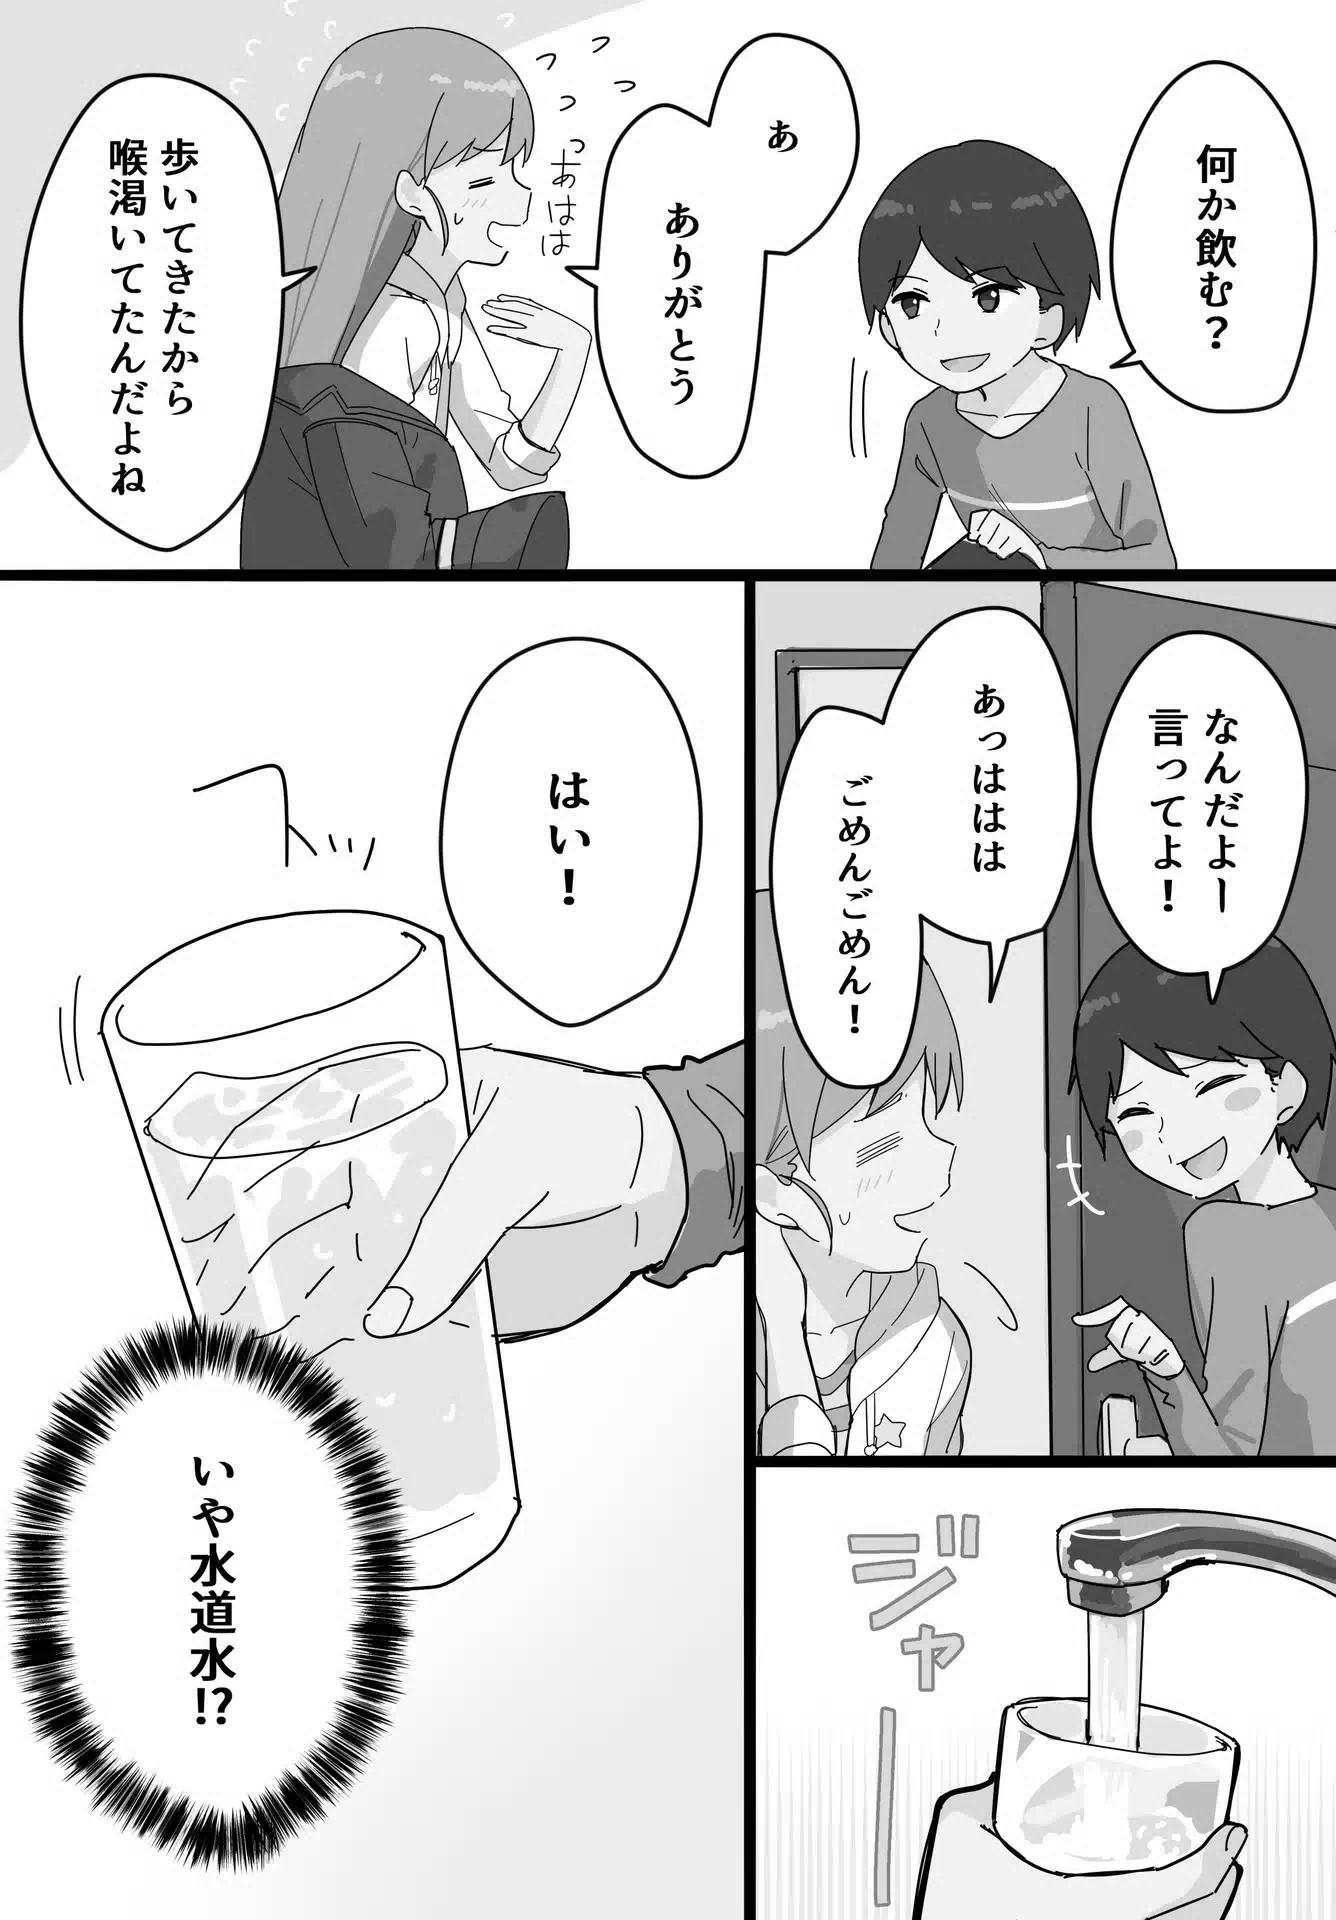 何か飲む？
あ
ありがとう
っあはは
歩いてきたから
喉渇いてたんだよね
なんだよー
言ってよ！
あっははは
ごめんごめん！
ジャー
はい！
コトッ
いや水道水!?